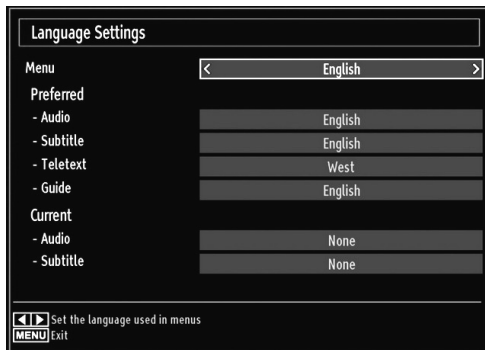 Language Settings
Menu < English >
Preferred
- Audio English
- Subtitle English
- Teletext West
- Guide English
Current
- Audio None
- Subtitle None
Set the language used in menus
MENU Exit